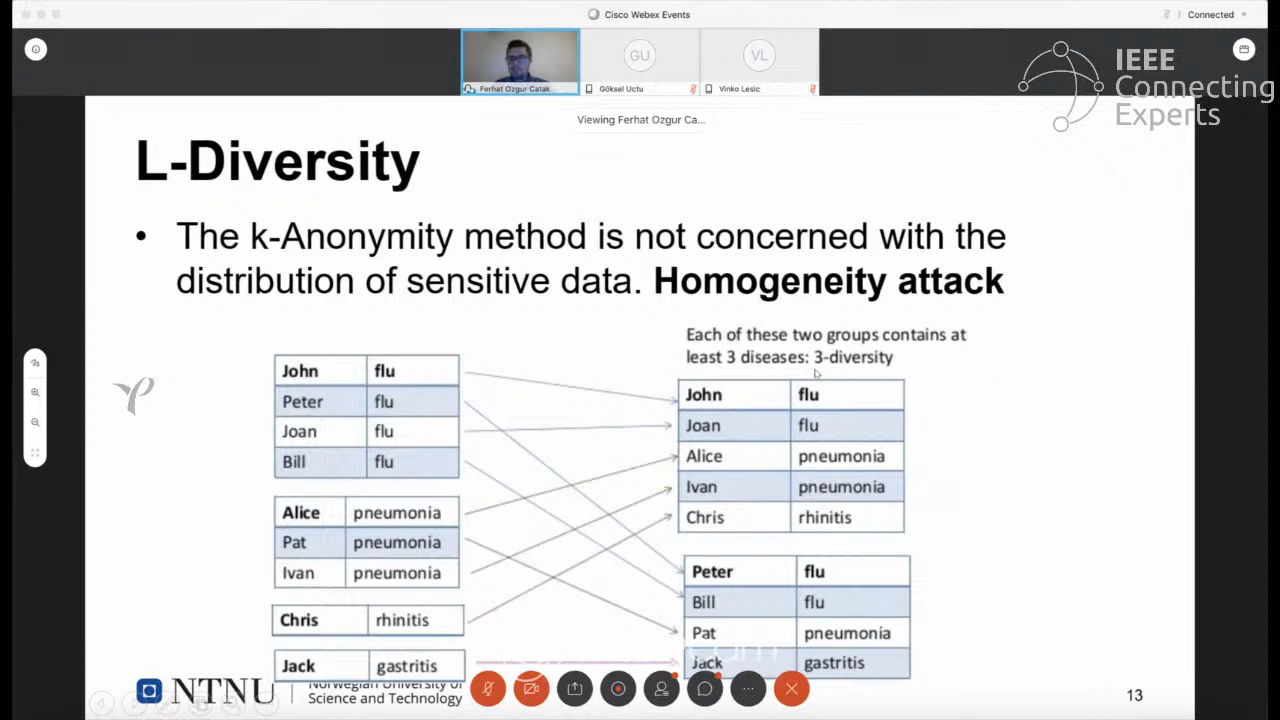 Cisco Webex Events
Connected
GU
VL
Ferhat Ozgur Catak
Göksel Uctu
Vinko Lesic
IEEE
Connecting
Experts
Viewing Ferhat Ozgur Ca...
L-Diversity
• The k-Anonymity method is not concerned with the
distribution of sensitive data. Homogeneity attack
Each of these two groups contains at
least 3 diseases: 3-diversity
John flu
Peter flu
Joan flu
Bill flu
Alice pneumonia
Pat pneumonia
Ivan pneumonia
Chris rhinitis
Jack gastritis
John flu
Joan flu
Alice pneumonia
Ivan pneumonia
Chris rhinitis
Peter flu
Bill flu
Pat pneumonia
Jack gastritis
NTNU
Norwegian University of
Science and Technology
13